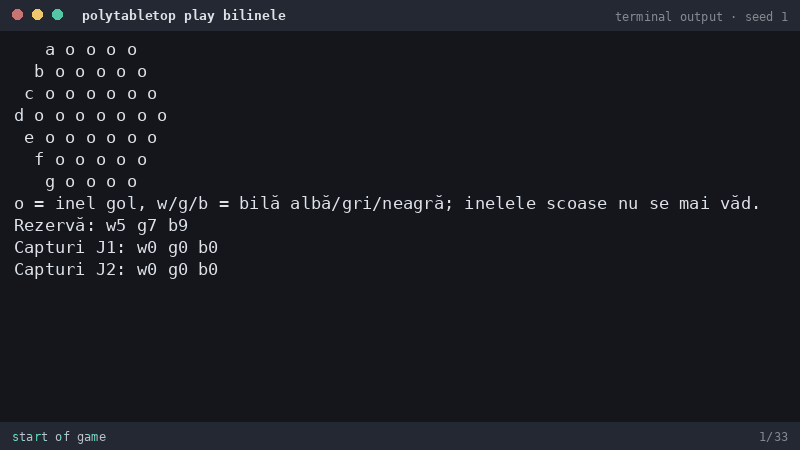 polytabletop play bilinele
terminal output · seed 1
a o o o o
b o o o o o
c o o o o o o
d o o o o o o o
e o o o o o o
f o o o o o
g o o o o
o = inel gol, w/g/b = bilă albă/gri/neagră; inelele scoase nu se mai văd.
Rezervă: w5 g7 b9
Capturi J1: w0 g0 b0
Capturi J2: w0 g0 b0
start of game
1/33